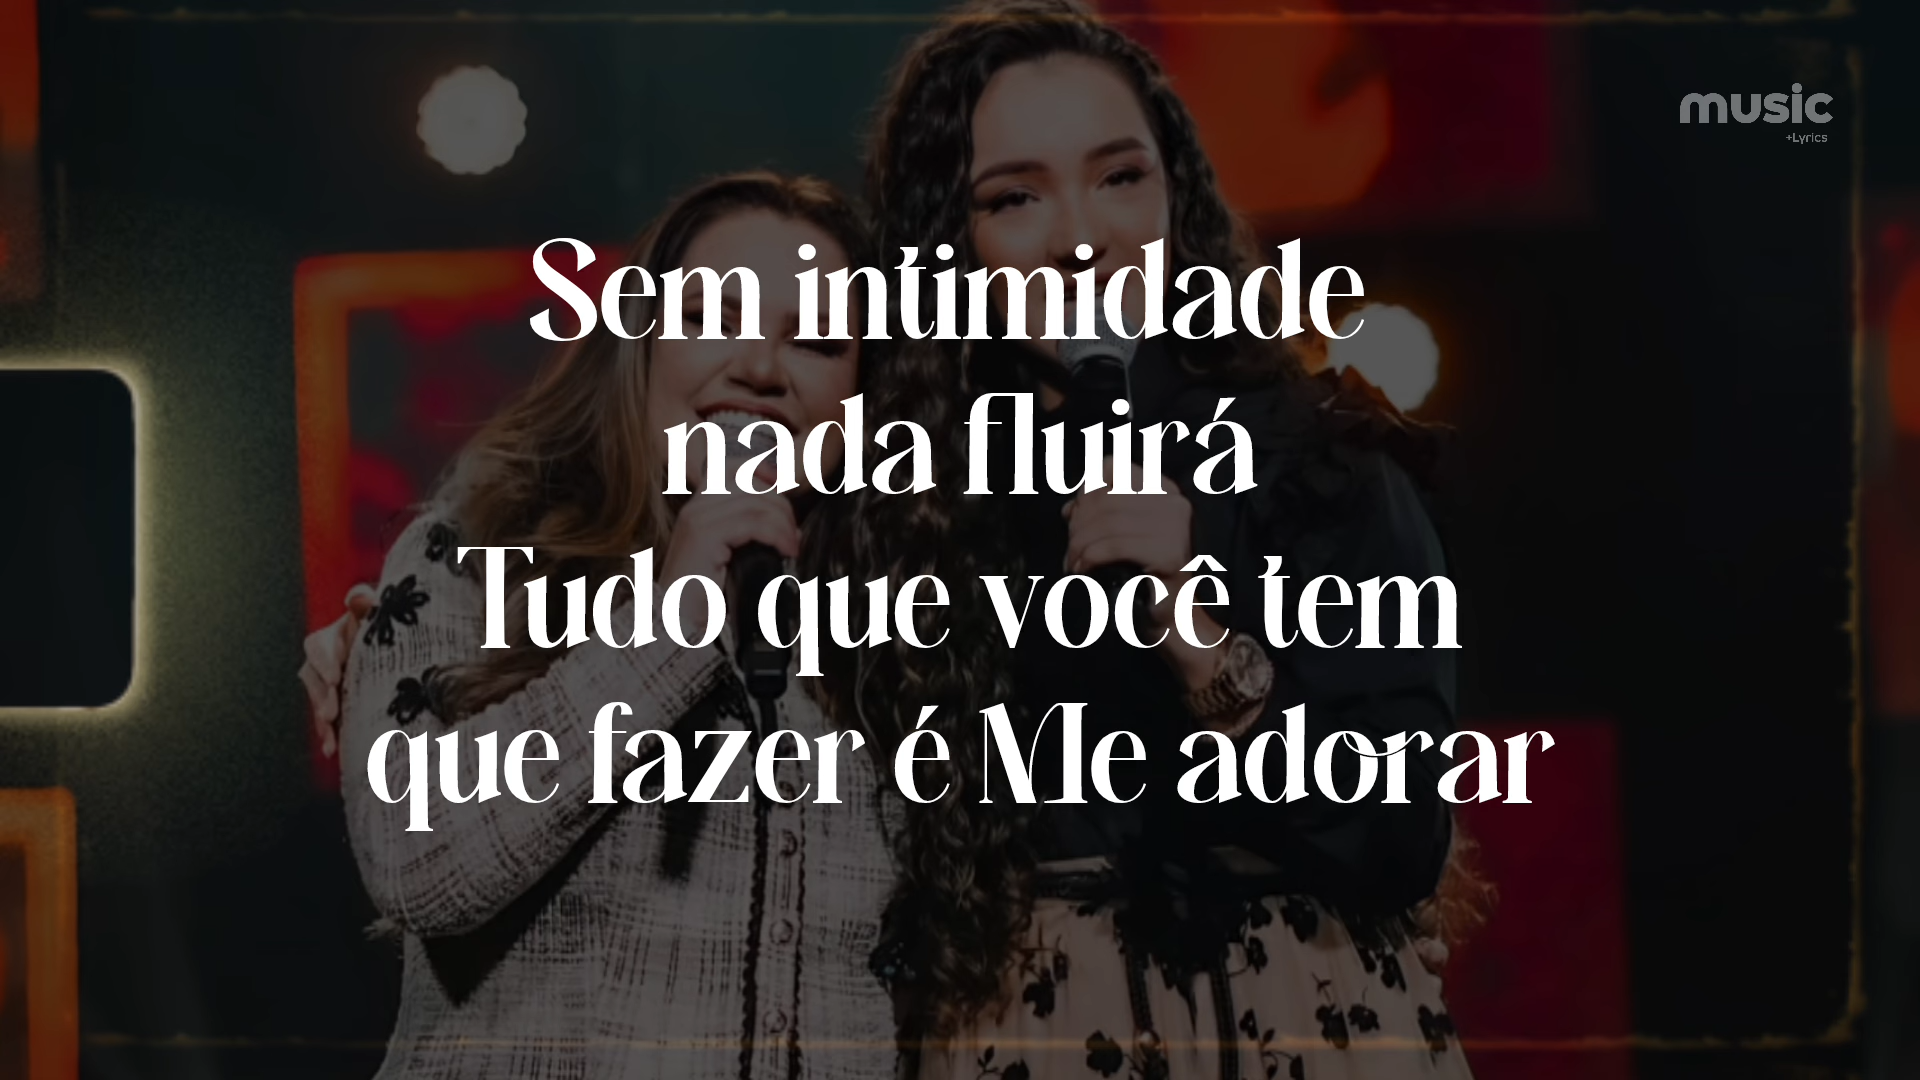 music
+Lyrics
Sem intimidade
nada fluirá
Tudo que você tem
que fazer é Me adorar